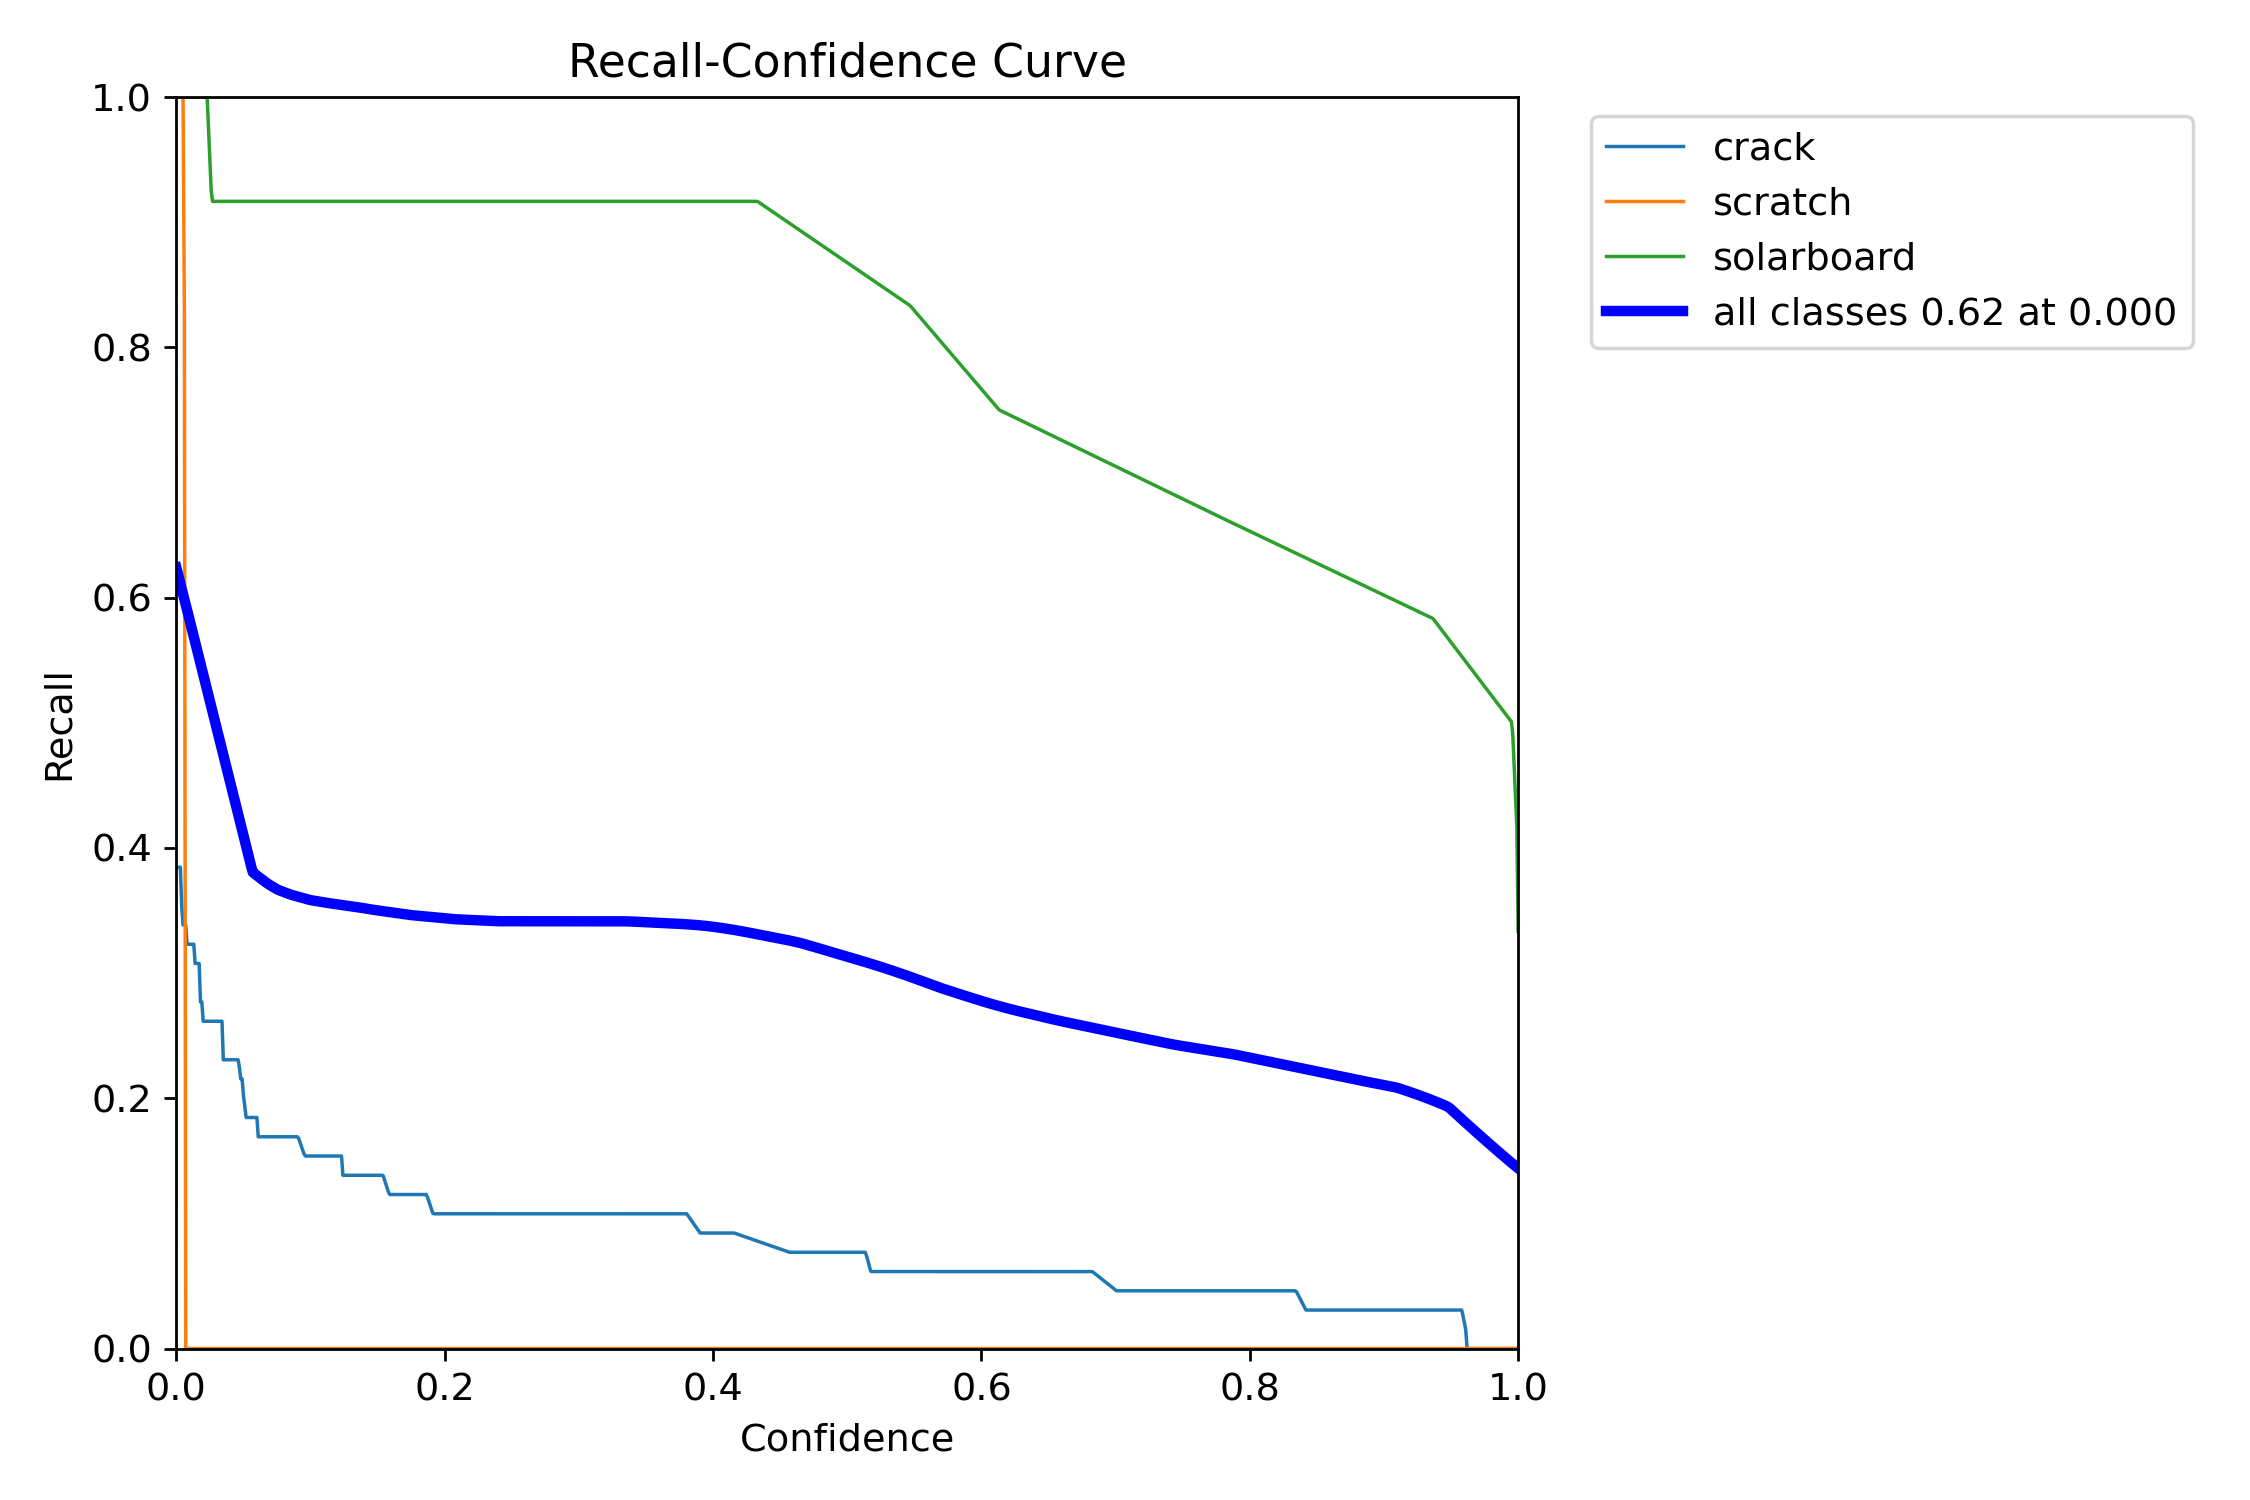 Recall-Confidence Curve
1.0
0.8
0.6
0.4
0.2
0.0
Recall
0.0 0.2 0.4 0.6 0.8 1.0
Confidence
crack
scratch
solarboard
all classes 0.62 at 0.000